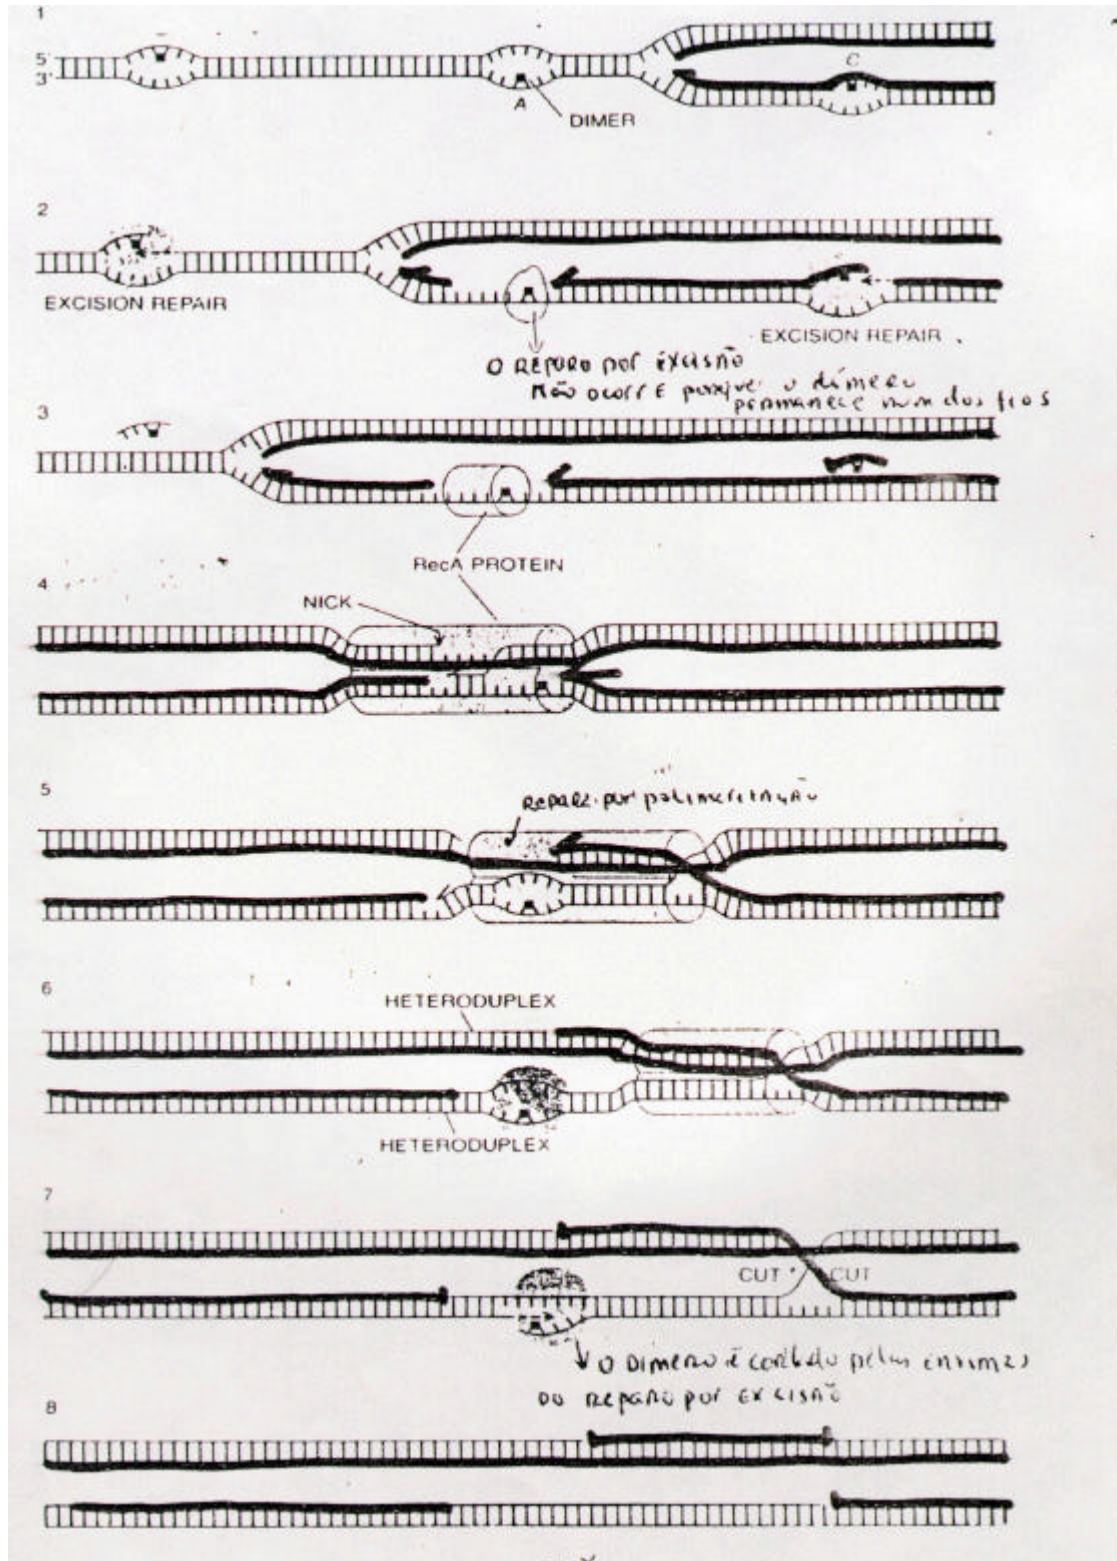 1
5'
3'
C
A
DIMER
2
EXCISION REPAIR
EXCISION REPAIR
O REPARO por EXCISÃO
Não ocorre porque o dímero
permanece num dos fios
3
RecA PROTEIN
4
NICK
5
por polimerização
6
HETERODUPLEX
HETERODUPLEX
7
CUT
CUT
O DIMERO é cortado pelas enzimas
DO REPARO por EXCISÃO
8